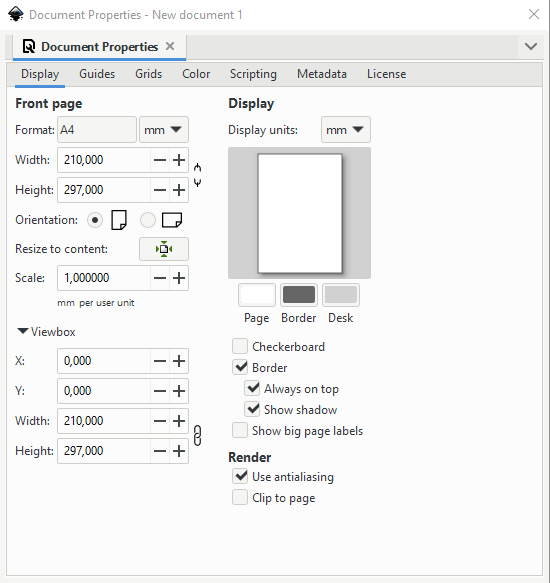 Document Properties - New document 1
Document Properties
Display Guides Grids Color Scripting Metadata License
Front page
Format: A4 mm
Width: 210,000
Height: 297,000
Orientation:
Resize to content:
Scale: 1,000000
mm per user unit
Viewbox
X: 0,000
Y: 0,000
Width: 210,000
Height: 297,000
Display
Display units: mm
Page Border Desk
Checkerboard
Border
Always on top
Show shadow
Show big page labels
Render
Use antialiasing
Clip to page